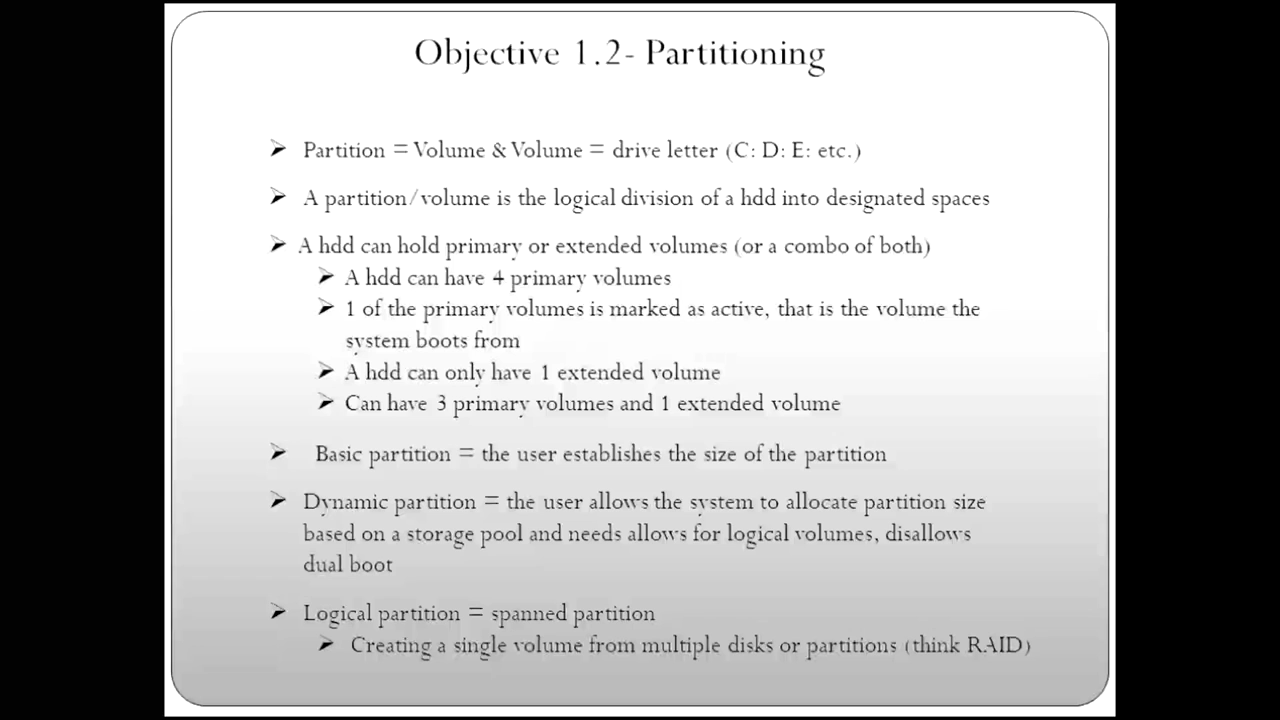 Objective 1.2- Partitioning
➢ Partition = Volume & Volume = drive letter (C: D: E: etc.)
➢ A partition/volume is the logical division of a hdd into designated spaces
➢ A hdd can hold primary or extended volumes (or a combo of both)
➢ A hdd can have 4 primary volumes
➢ 1 of the primary volumes is marked as active, that is the volume the
system boots from
➢ A hdd can only have 1 extended volume
➢ Can have 3 primary volumes and 1 extended volume
➢ Basic partition = the user establishes the size of the partition
➢ Dynamic partition = the user allows the system to allocate partition size
based on a storage pool and needs allows for logical volumes, disallows
dual boot
➢ Logical partition = spanned partition
➢ Creating a single volume from multiple disks or partitions (think RAID)